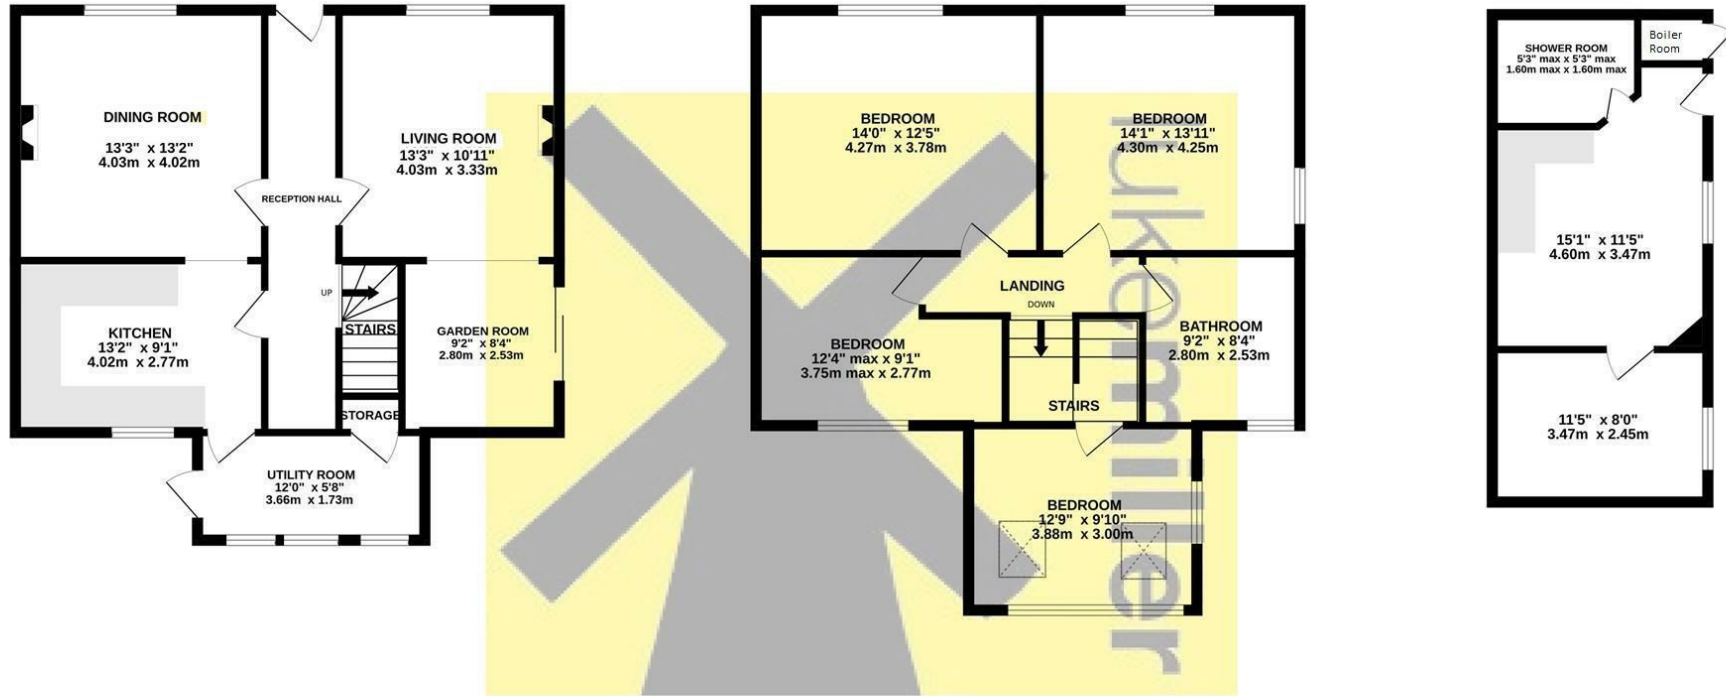 DINING ROOM
13'3" x 13'2"
4.03m x 4.02m
LIVING ROOM
13'3" x 10'11"
4.03m x 3.33m
RECEPTION HALL
UP
STAIRS
KITCHEN
13'2" x 9'1"
4.02m x 2.77m
GARDEN ROOM
9'2" x 8'4"
2.80m x 2.53m
STORAGE
UTILITY ROOM
12'0" x 5'8"
3.66m x 1.73m
BEDROOM
14'0" x 12'5"
4.27m x 3.78m
BEDROOM
14'1" x 13'11"
4.30m x 4.25m
LANDING
DOWN
BEDROOM
12'4" max x 9'1"
3.75m max x 2.77m
BATHROOM
9'2" x 8'4"
2.80m x 2.53m
STAIRS
BEDROOM
12'9" x 9'10"
3.88m x 3.00m
lukemiller
SHOWER ROOM
5'3" max x 5'3" max
1.60m max x 1.60m max
Boiler
Room
15'1" x 11'5"
4.60m x 3.47m
11'5" x 8'0"
3.47m x 2.45m